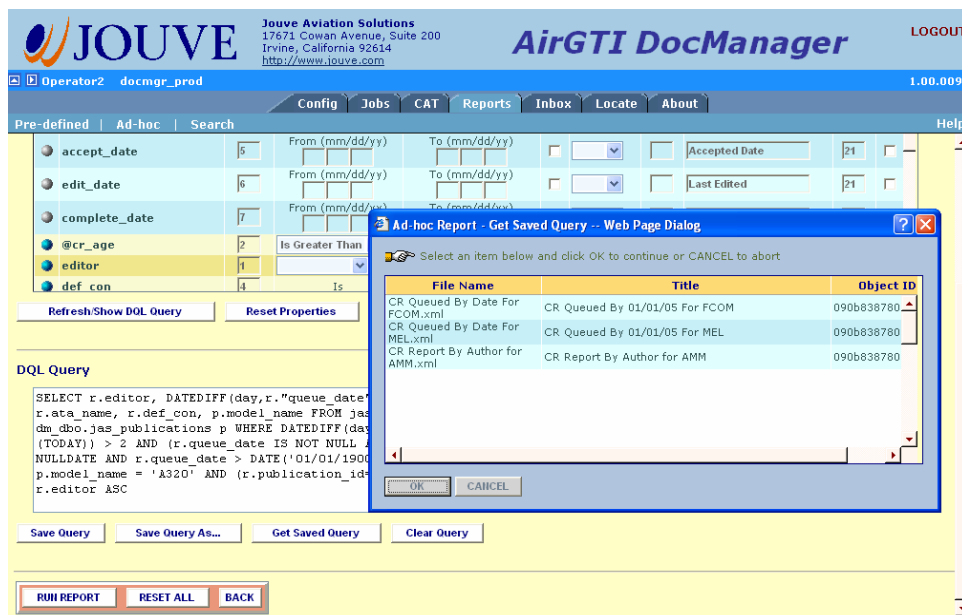 JOUVE
Jouve Aviation Solutions
17671 Cowan Avenue, Suite 200
Irvine, California 92614
http://www.jouve.com
AirGTI DocManager
LOGOUT
Operator2 docmgr_prod 1.00.009
Config Jobs CAT Reports Inbox Locate About
Pre-defined | Ad-hoc | Search Help
accept_date 5 From (mm/dd/yy) To (mm/dd/yy) Accepted Date 21
edit_date 6 From (mm/dd/yy) To (mm/dd/yy) Last Edited 21
complete_date 7 From (mm/dd/yy) To (mm/dd/yy)
@cr_age 2 Is Greater Than
editor 1
def_con 4 Is
Refresh/Show DQL Query Reset Properties
Ad-hoc Report - Get Saved Query -- Web Page Dialog
Select an item below and click OK to continue or CANCEL to abort
File Name Title Object ID
CR Queued By Date For FCOM.xml CR Queued By 01/01/05 For FCOM 090b838780
CR Queued By Date For MEL.xml CR Queued By 01/01/05 For MEL 090b838780
CR Report By Author for AMM.xml CR Report By Author for AMM 090b838780
OK CANCEL
DQL Query
SELECT r.editor, DATEDIFF(day,r."queue_date"
r.ata_name, r.def_con, p.model_name FROM jas
dm_dbo.jas_publications p WHERE DATEDIFF(day
(TODAY)) > 2 AND (r.queue_date IS NOT NULL
NULLDATE AND r.queue_date > DATE('01/01/1900
p.model_name = 'A320' AND (r.publication_id=
r.editor ASC
Save Query Save Query As... Get Saved Query Clear Query
RUN REPORT RESET ALL BACK